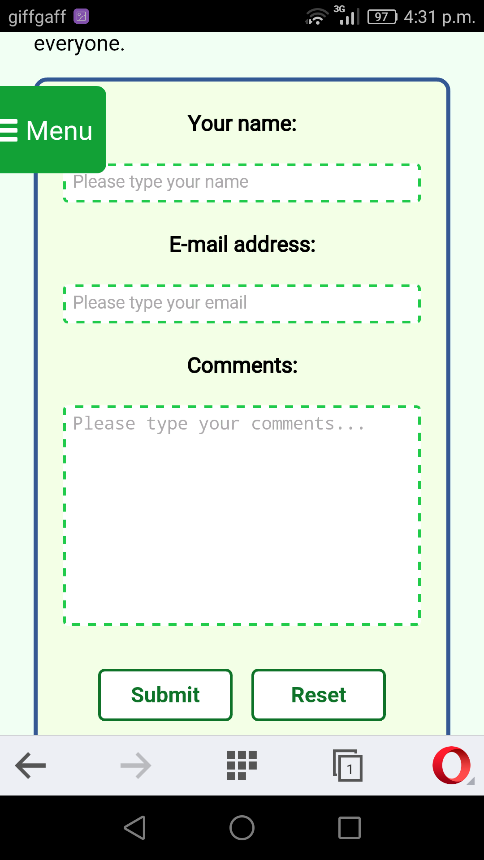 giffgaff 3G 97 4:31 p.m.
everyone.
Menu
Your name:
Please type your name
E-mail address:
Please type your email
Comments:
Please type your comments...
Submit Reset
1